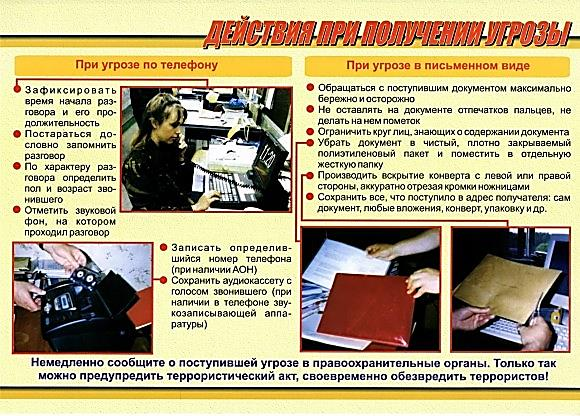 ДЕЙСТВИЯ ПРИ ПОЛУЧЕНИИ УГРОЗЫ
При угрозе по телефону
Зафиксировать
время начала раз-
говора и его про-
должительность
Постараться до-
словно запомнить
разговор
По характеру раз-
говора определить
пол и возраст зво-
нившего
Отметить звуковой
фон, на котором
проходил разговор
Записать определив-
шийся номер телефона
(при наличии АОН)
Сохранить аудиокассету с
голосом звонившего (при
наличии в телефоне зву-
козаписывающей аппа-
ратуры)
При угрозе в письменном виде
Обращаться с поступившим документом максимально
бережно и осторожно
Не оставлять на документе отпечатков пальцев, не
делать на нем пометок
Ограничить круг лиц, знающих о содержании документа
Убрать документ в чистый, плотно закрываемый
полиэтиленовый пакет и поместить в отдельную
жесткую папку
Производить вскрытие конверта с левой или правой
стороны, аккуратно отрезая кромки ножницами
Сохранить все, что поступило в адрес получателя: сам
документ, любые вложения, конверт, упаковку и др.
Немедленно сообщите о поступившей угрозе в правоохранительные органы. Только так
можно предупредить террористический акт, своевременно обезвредить террористов!